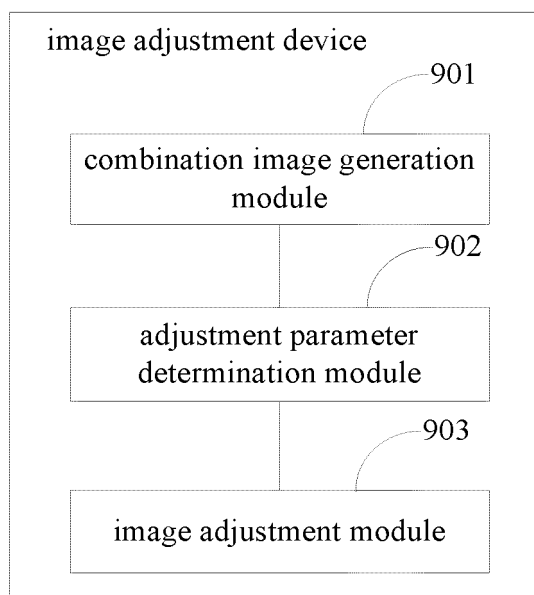 image adjustment device
901
combination image generation
module
902
adjustment parameter
determination module
903
image adjustment module